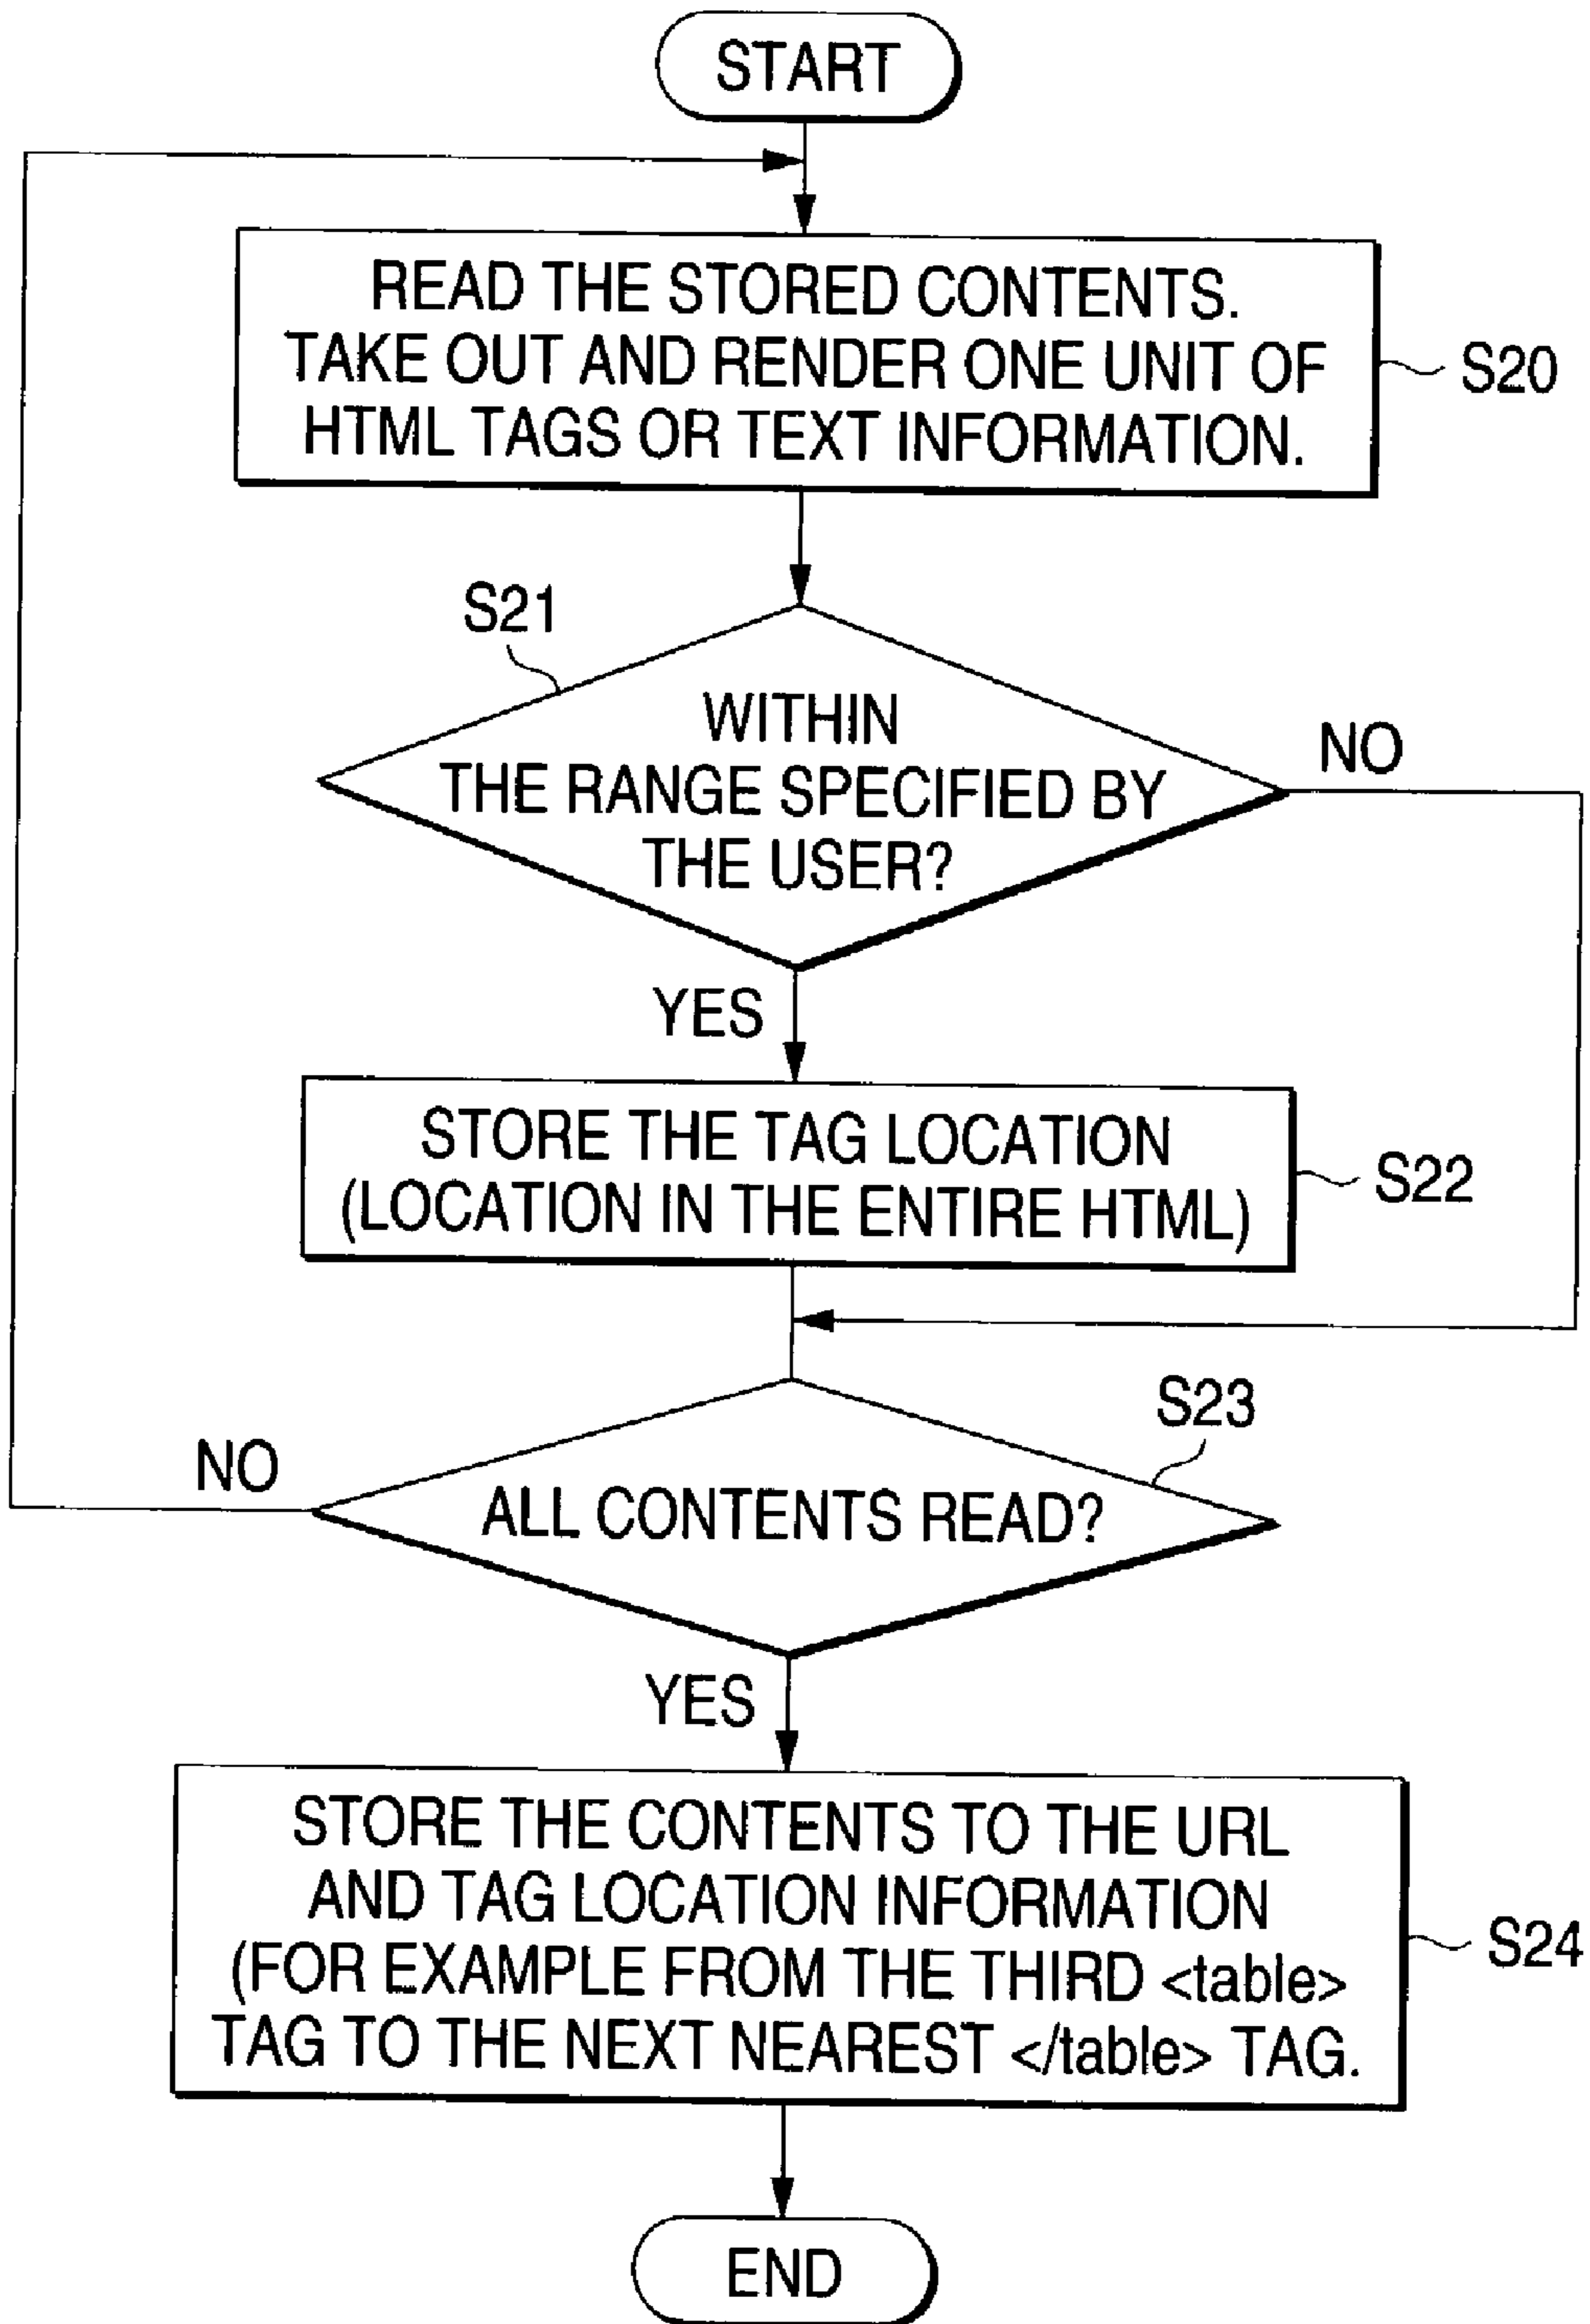 START
READ THE STORED CONTENTS.
TAKE OUT AND RENDER ONE UNIT OF
HTML TAGS OR TEXT INFORMATION.
S20
S21
WITHIN
THE RANGE SPECIFIED BY
THE USER?
NO
YES
STORE THE TAG LOCATION
(LOCATION IN THE ENTIRE HTML)
S22
S23
NO
ALL CONTENTS READ?
YES
STORE THE CONTENTS TO THE URL
AND TAG LOCATION INFORMATION
(FOR EXAMPLE FROM THE THIRD <table>
TAG TO THE NEXT NEAREST </table> TAG.
S24
END